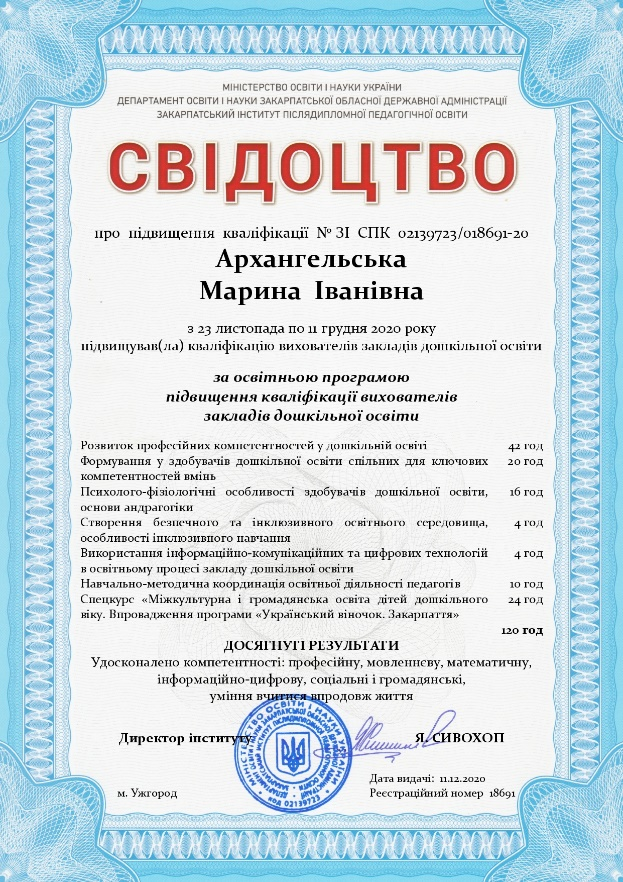 МІНІСТЕРСТВО ОСВІТИ І НАУКИ УКРАЇНИ
ДЕПАРТАМЕНТ ОСВІТИ І НАУКИ ЗАКАРПАТСЬКОЇ ОБЛАСНОЇ ДЕРЖАВНОЇ АДМІНІСТРАЦІЇ
ЗАКАРПАТСЬКИЙ ІНСТИТУТ ПІСЛЯДИПЛОМНОЇ ПЕДАГОГІЧНОЇ ОСВІТИ
СВІДОЦТВО
про підвищення кваліфікації № ЗІ СПК 02139723/018691-20
Архангельська
Марина Іванівна
з 23 листопада по 11 грудня 2020 року
підвищував(ла) кваліфікацію вихователів закладів дошкільної освіти
за освітньою програмою
підвищення кваліфікації вихователів
закладів дошкільної освіти
Розвиток професійних компетентностей у дошкільній освіті 42 год
Формування у здобувачів дошкільної освіти спільних для ключових 20 год
компетентностей вмінь
Психолого-фізіологічні особливості здобувачів дошкільної освіти, 16 год
основи андрагогіки
Створення безпечного та інклюзивного освітнього середовища, 4 год
особливості інклюзивного навчання
Використання інформаційно-комунікаційних та цифрових технологій 4 год
в освітньому процесі закладу дошкільної освіти
Навчально-методична координація освітньої діяльності педагогів 10 год
Спецкурс «Міжкультурна і громадянська освіта дітей дошкільного 24 год
віку. Впровадження програми «Український віночок. Закарпаття»
120 год
ДОСЯГНУТІ РЕЗУЛЬТАТИ
Удосконалено компетентності: професійну, мовленнєву, математичну,
інформаційно-цифрову, соціальні і громадянські,
уміння вчитися впродовж життя
Директор інституту Я. СИВОХОП
МІНІСТЕРСТВО ОСВІТИ І НАУКИ УКРАЇНИ
код 02139723
Дата видачі: 11.12.2020
м. Ужгород Реєстраційний номер 18691